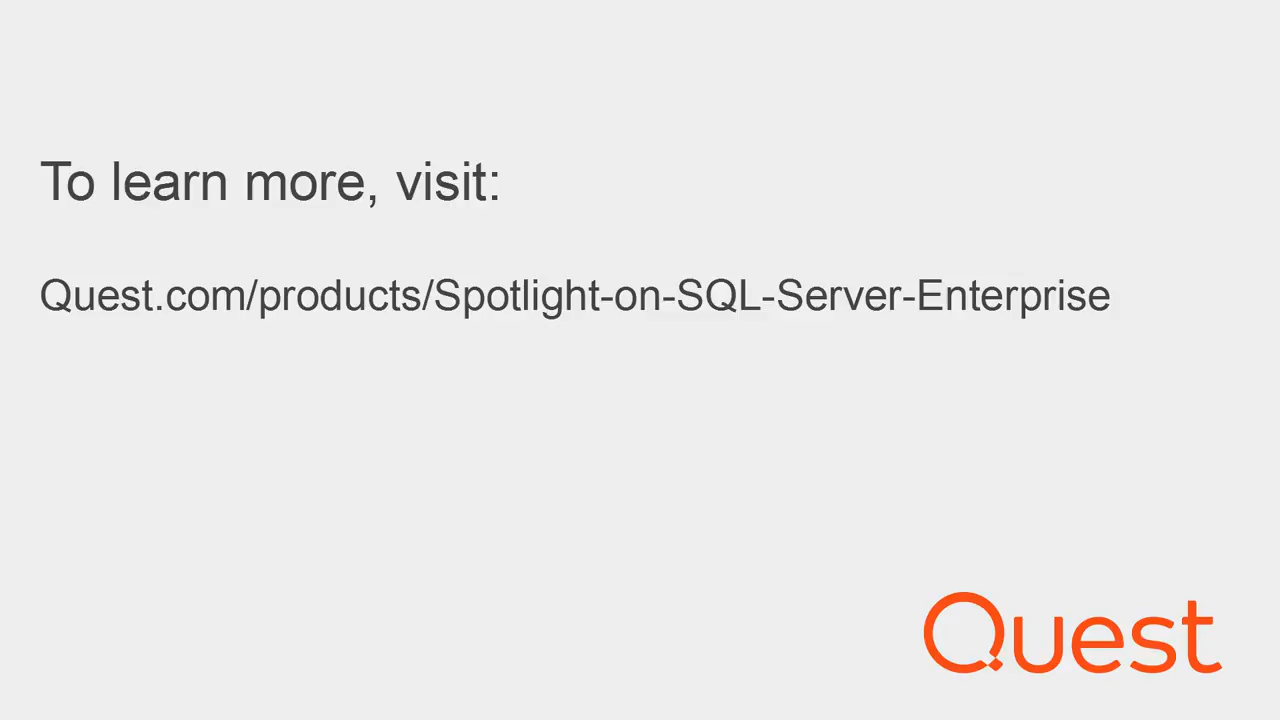 To learn more, visit:
Quest.com/products/Spotlight-on-SQL-Server-Enterprise
Quest